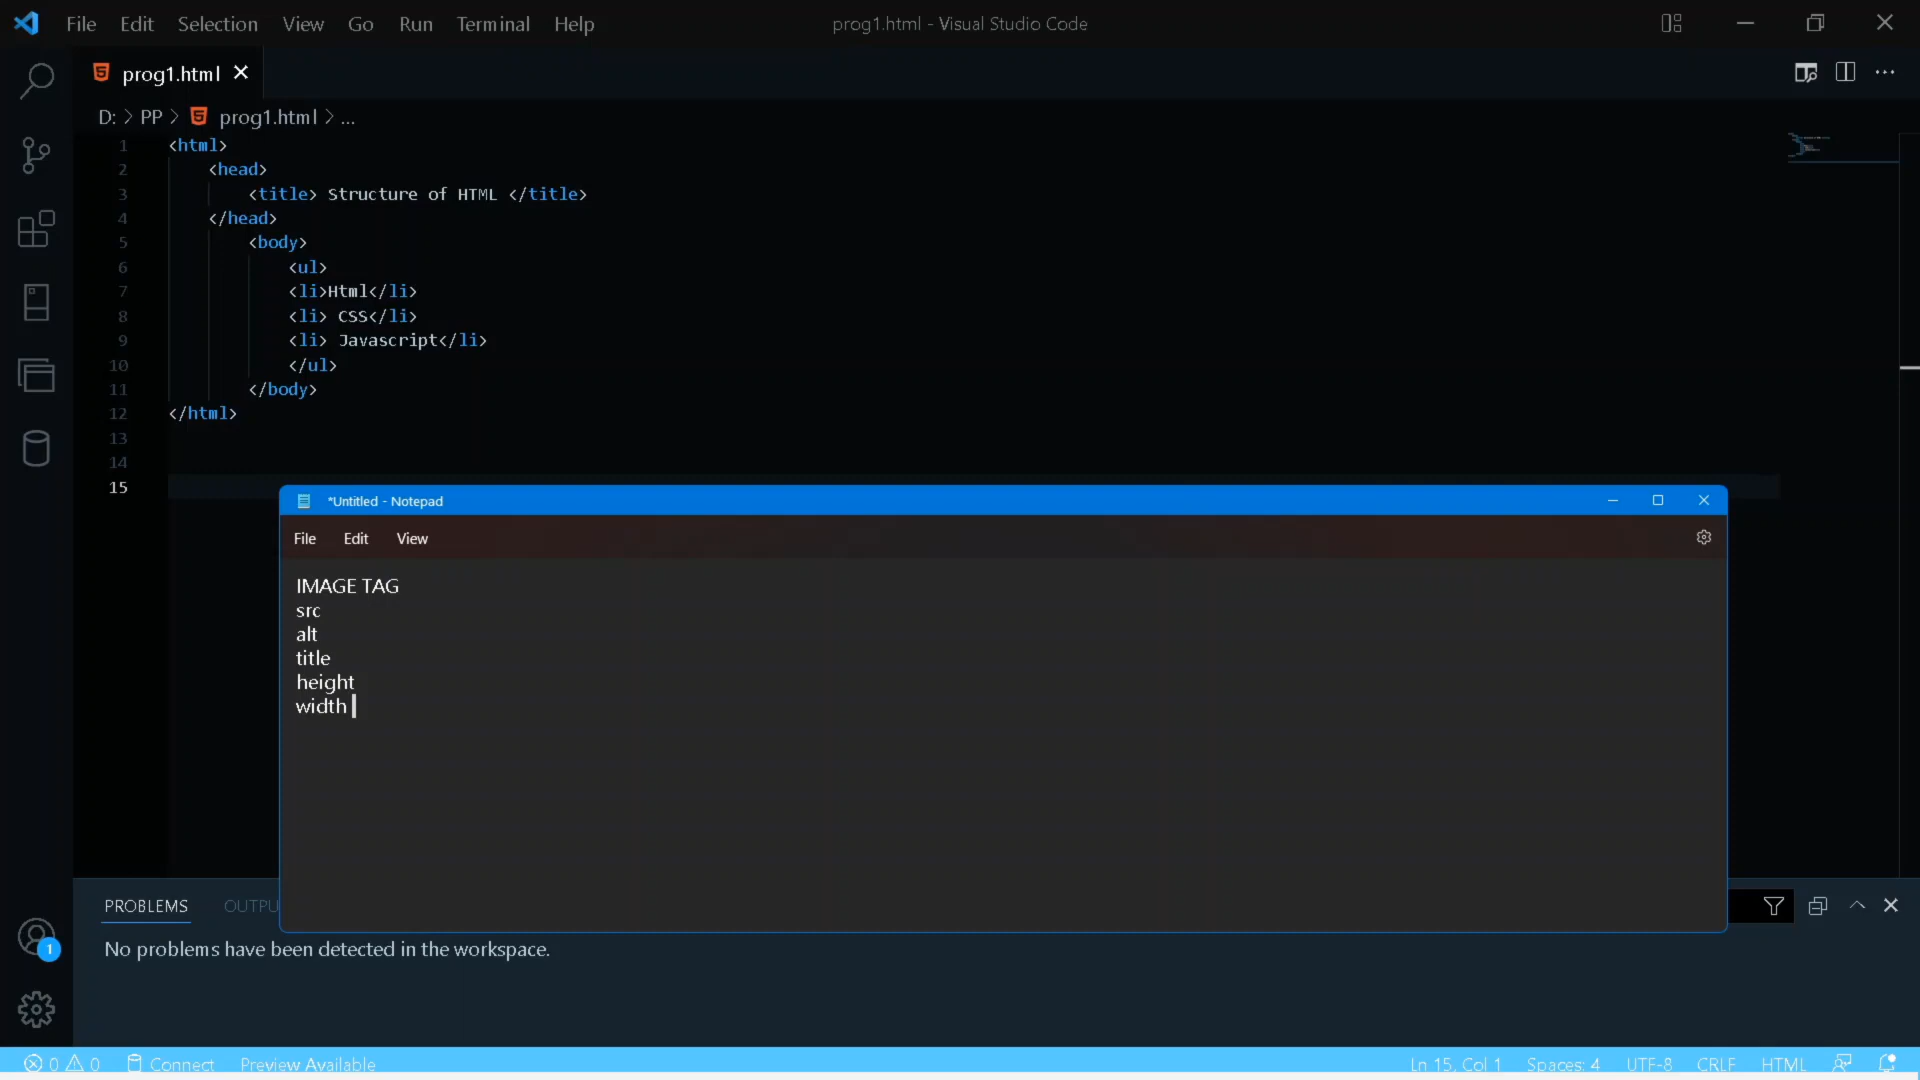 File Edit Selection View Go Run Terminal Help
prog1.html - Visual Studio Code
prog1.html
D: > PP > prog1.html > ...
1 <html>
2 <head>
3 <title> Structure of HTML </title>
4 </head>
5 <body>
6 <ul>
7 <li>Html</li>
8 <li> CSS</li>
9 <li> Javascript</li>
10 </ul>
11 </body>
12 </html>
13
14
15
*Untitled - Notepad
File Edit View
IMAGE TAG
src
alt
title
height
width
PROBLEMS OUTPU
No problems have been detected in the workspace.
1
0 0 Connect Preview Available Ln 15, Col 1 Spaces: 4 UTF-8 CRLF HTML